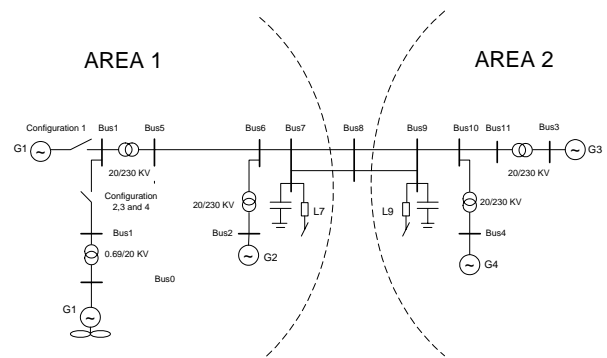 AREA 1
AREA 2
Configuration 1
Bus1
Bus5
Bus6
Bus7
Bus8
Bus9
Bus10
Bus11
Bus3
G1
~
G3
~
20/230 KV
20/230 KV
Configuration
2,3 and 4
20/230 KV
L7
L9
20/230 KV
Bus1
Bus2
Bus4
0.69/20 KV
G2
~
G4
~
Bus0
G1
~